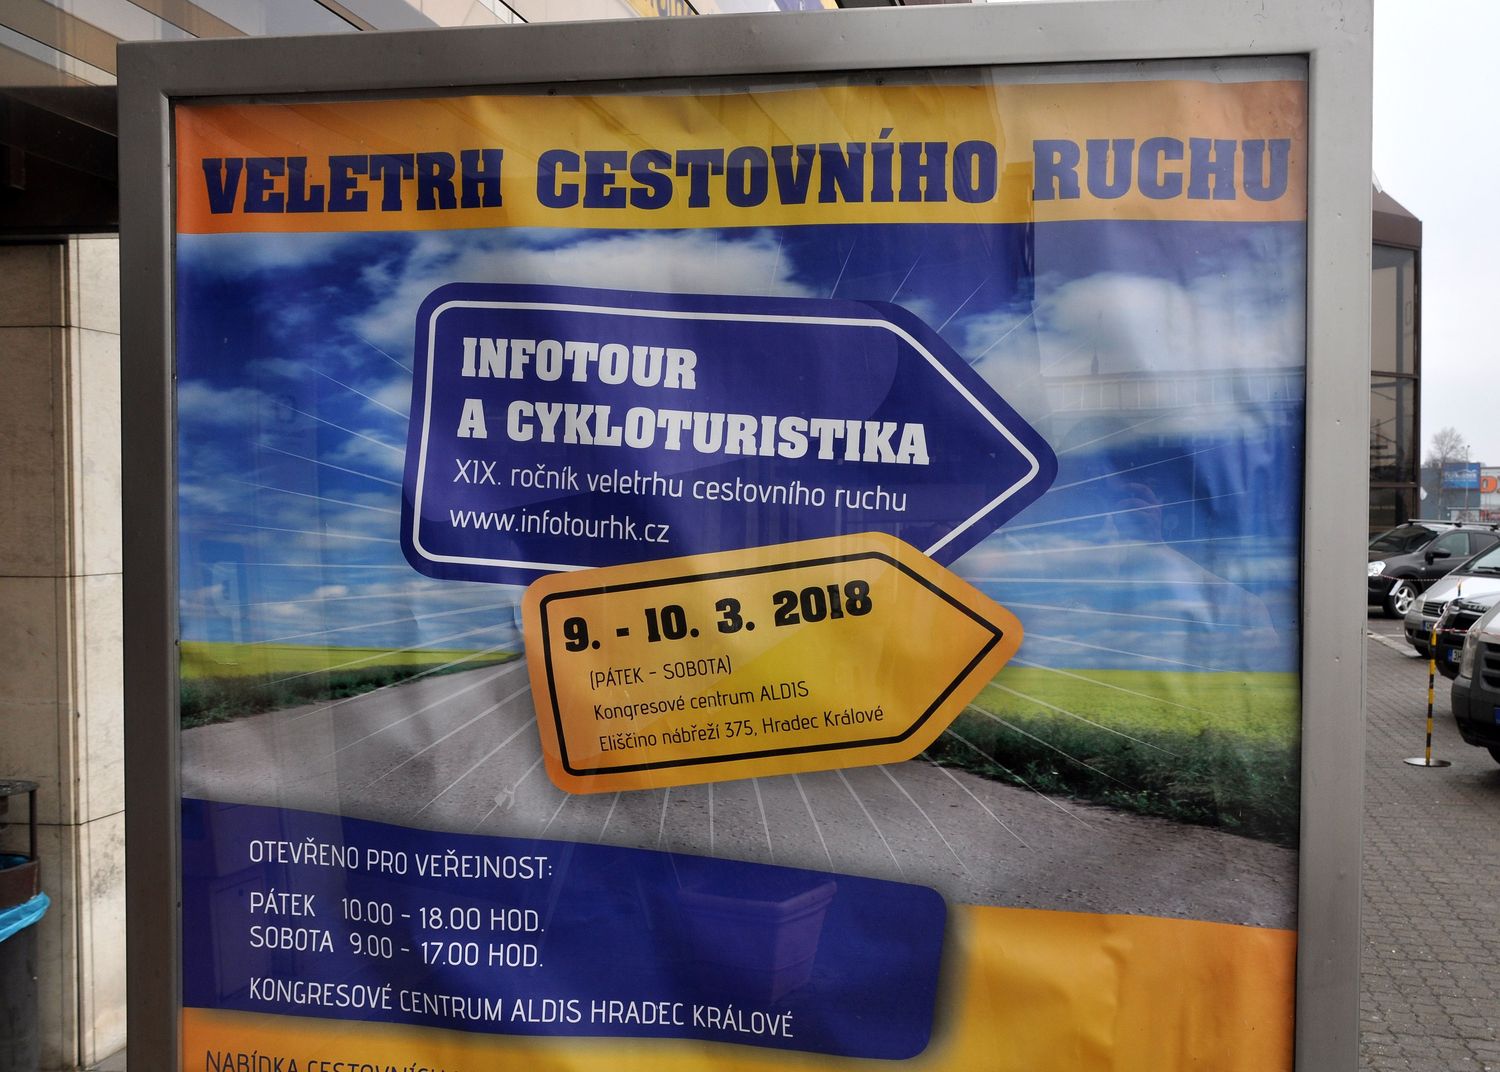 VELETRH CESTOVNÍHO RUCHU
INFOTOUR
A CYKLOTURISTIKA
XIX. ročník veletrhu cestovního ruchu
www.infotourhk.cz
9. - 10. 3. 2018
(PÁTEK - SOBOTA)
Kongresové centrum ALDIS
Eliščino nábřeží 375, Hradec Králové
OTEVŘENO PRO VEŘEJNOST:
PÁTEK 10.00 - 18.00 HOD.
SOBOTA 9.00 - 17.00 HOD.
KONGRESOVÉ CENTRUM ALDIS HRADEC KRÁLOVÉ
NABÍDKA CESTOVNÍCH